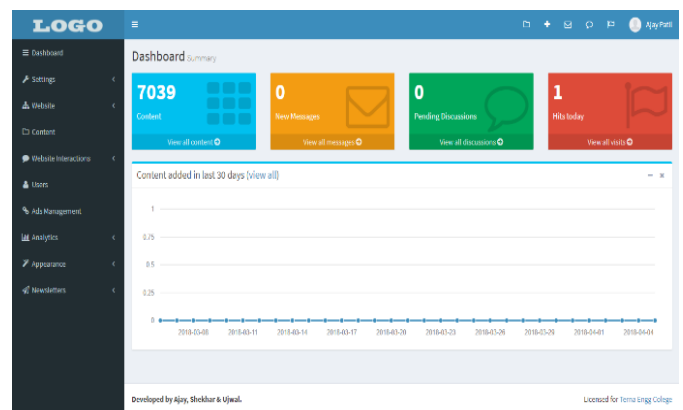 LOGO
Ajay Patil
Dashboard
Settings
Website
Content
Website Interactions
Users
Ads Management
Analytics
Appearance
Newsletters
Dashboard Summary
7039
Content
View all content
0
New Messages
View all messages
0
Pending Discussions
View all discussions
1
Hits today
View all visits
Content added in last 30 days (view all)
1
0.75
0.5
0.25
0
2018-03-08 2018-03-11 2018-03-14 2018-03-17 2018-03-20 2018-03-23 2018-03-26 2018-03-29 2018-04-01 2018-04-04
Developed by Ajay, Shekhar & Ujwal.
Licensed for Terna Engg College